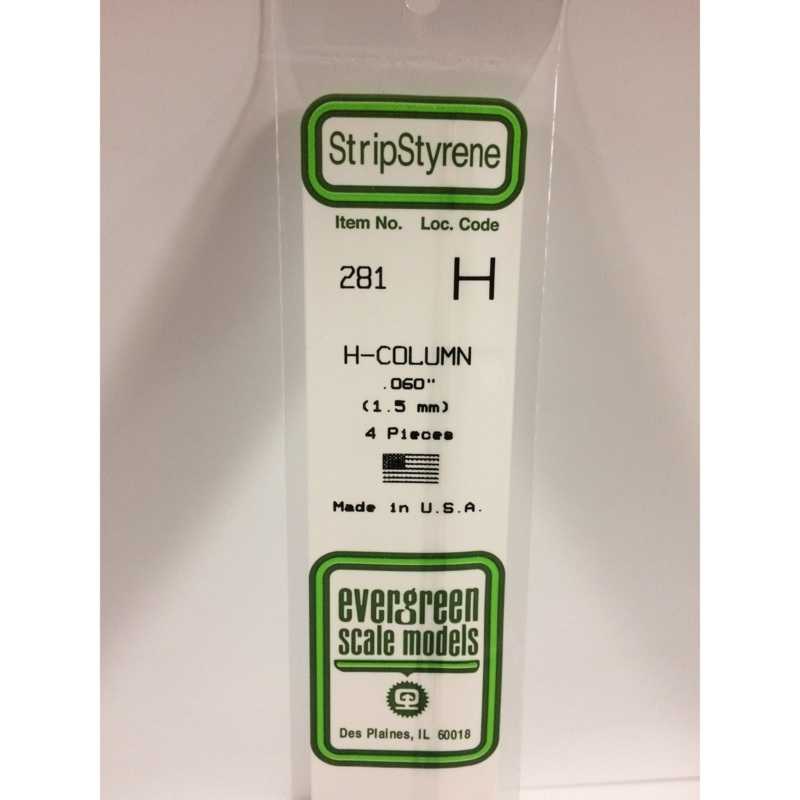 StripStyrene
Item No. Loc. Code
281 H
H-COLUMN
.060"
(1.5 mm)
4 Pieces
Made in U.S.A.
evergreen
scale models
Des Plaines, IL 60018